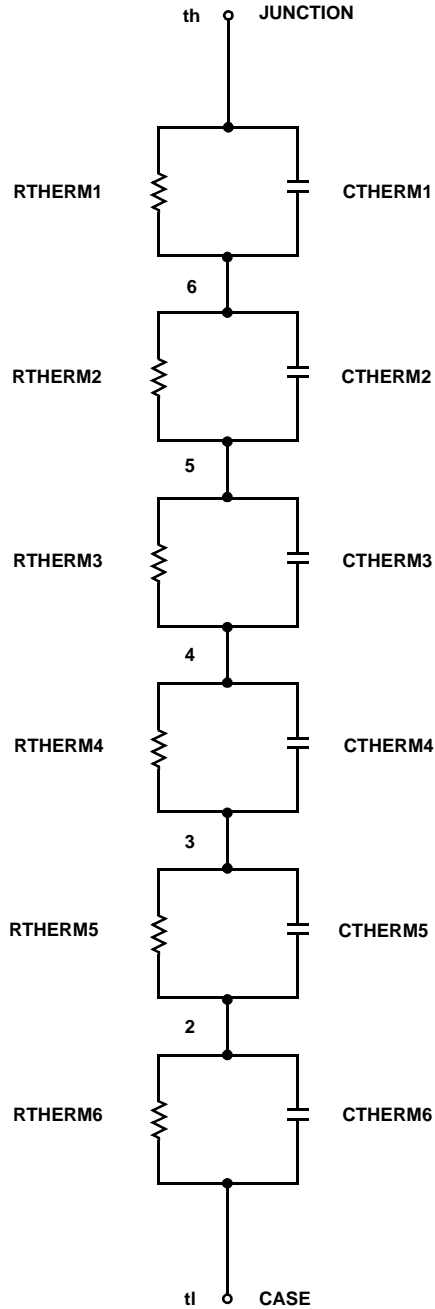 th JUNCTION
RTHERM1 CTHERM1
6
RTHERM2 CTHERM2
5
RTHERM3 CTHERM3
4
RTHERM4 CTHERM4
3
RTHERM5 CTHERM5
2
RTHERM6 CTHERM6
tl CASE